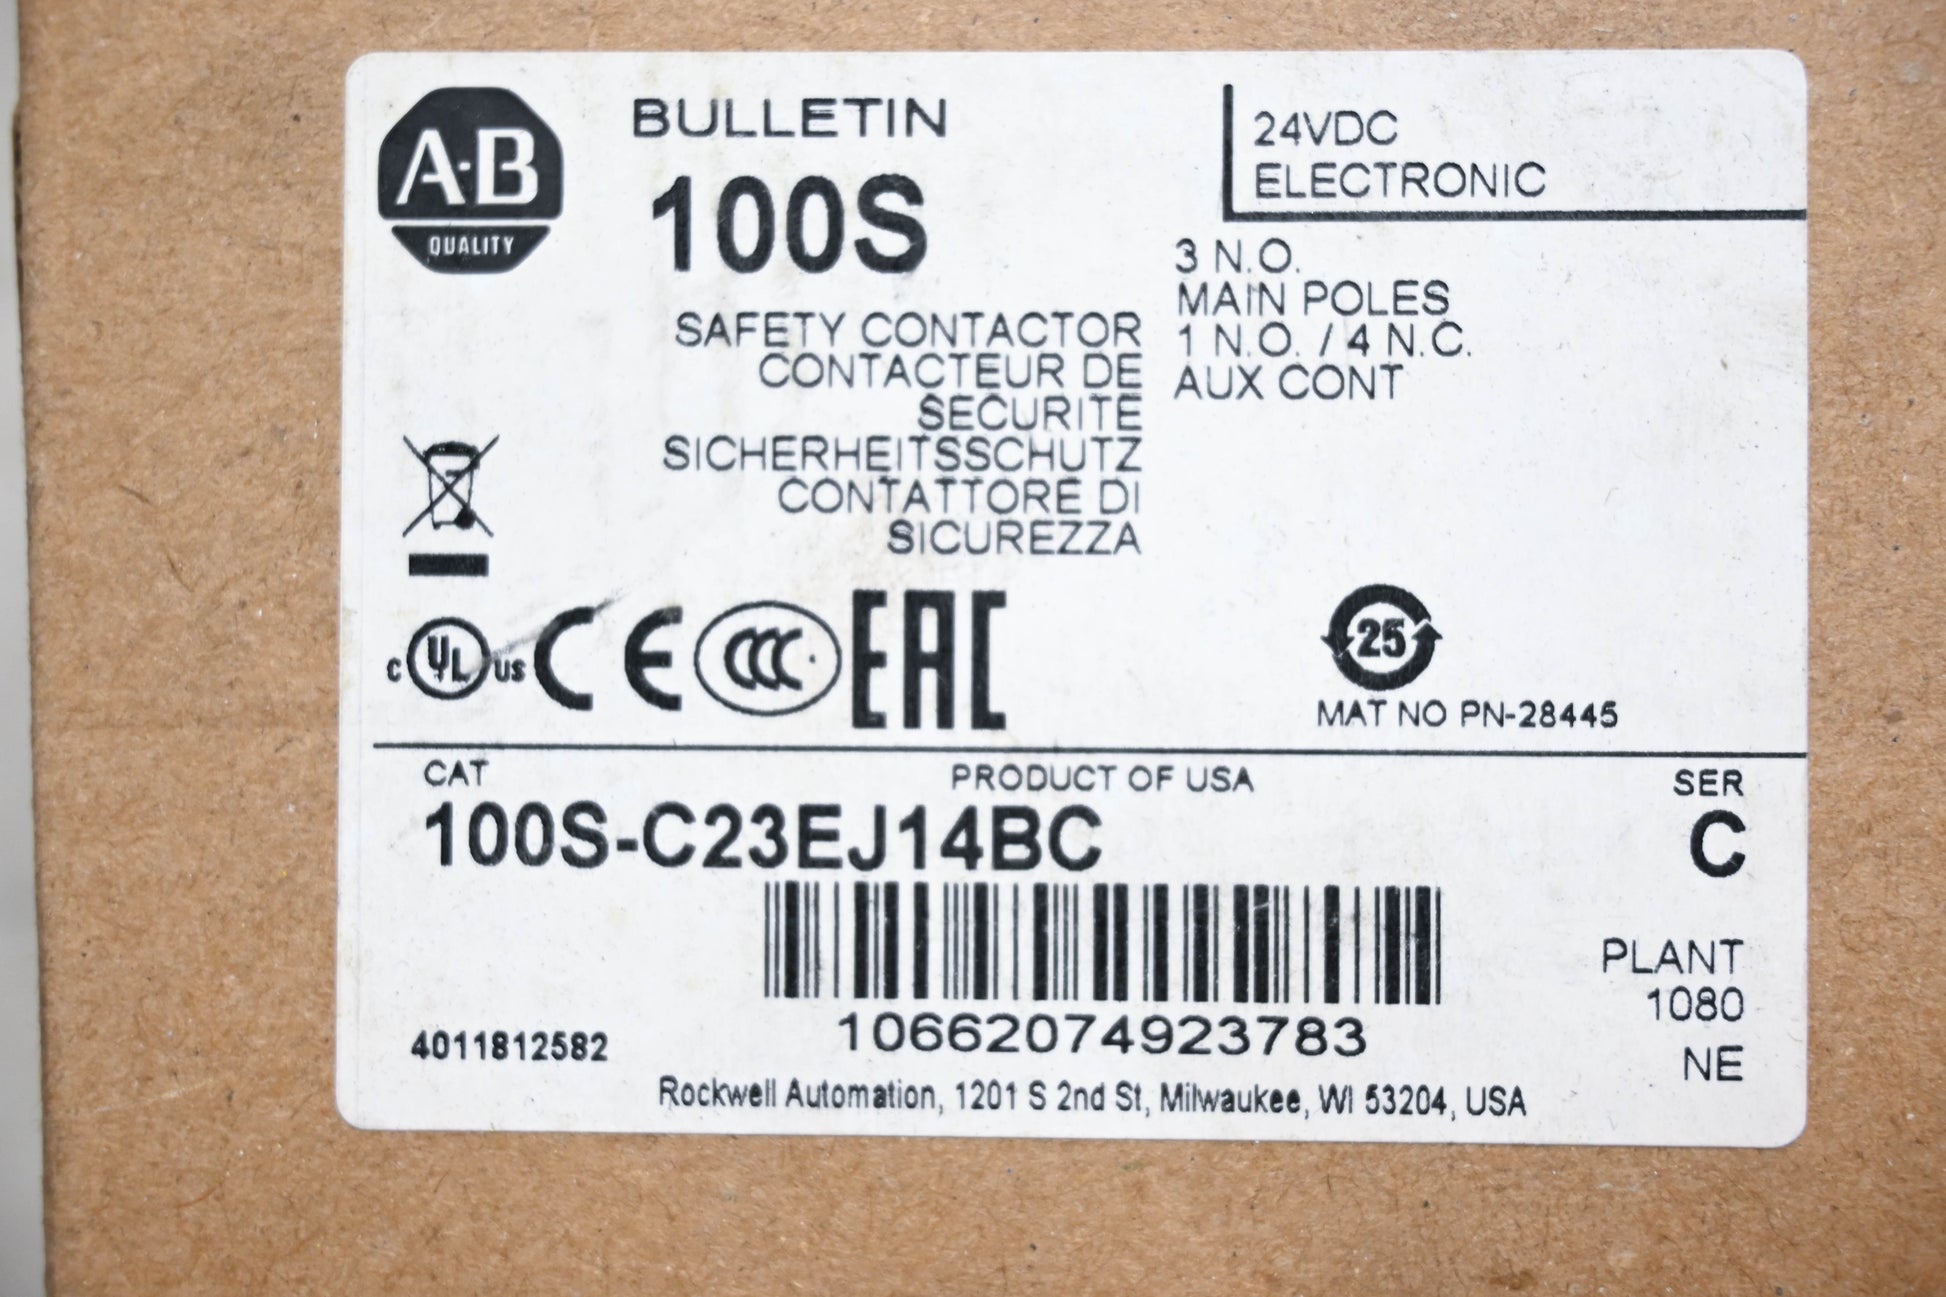 A-B
QUALITY
BULLETIN
100S
24VDC
ELECTRONIC
3 N.O.
MAIN POLES
1 N.O. / 4 N.C.
AUX CONT
SAFETY CONTACTOR
CONTACTEUR DE
SECURITE
SICHERHEITSSCHUTZ
CONTATTORE DI
SICUREZZA
C UL US CE CCC EAC
25
MAT NO PN-28445
CAT
PRODUCT OF USA
SER
100S-C23EJ14BC
C
PLANT
1080
NE
10662074923783
4011812582
Rockwell Automation, 1201 S 2nd St, Milwaukee, WI 53204, USA